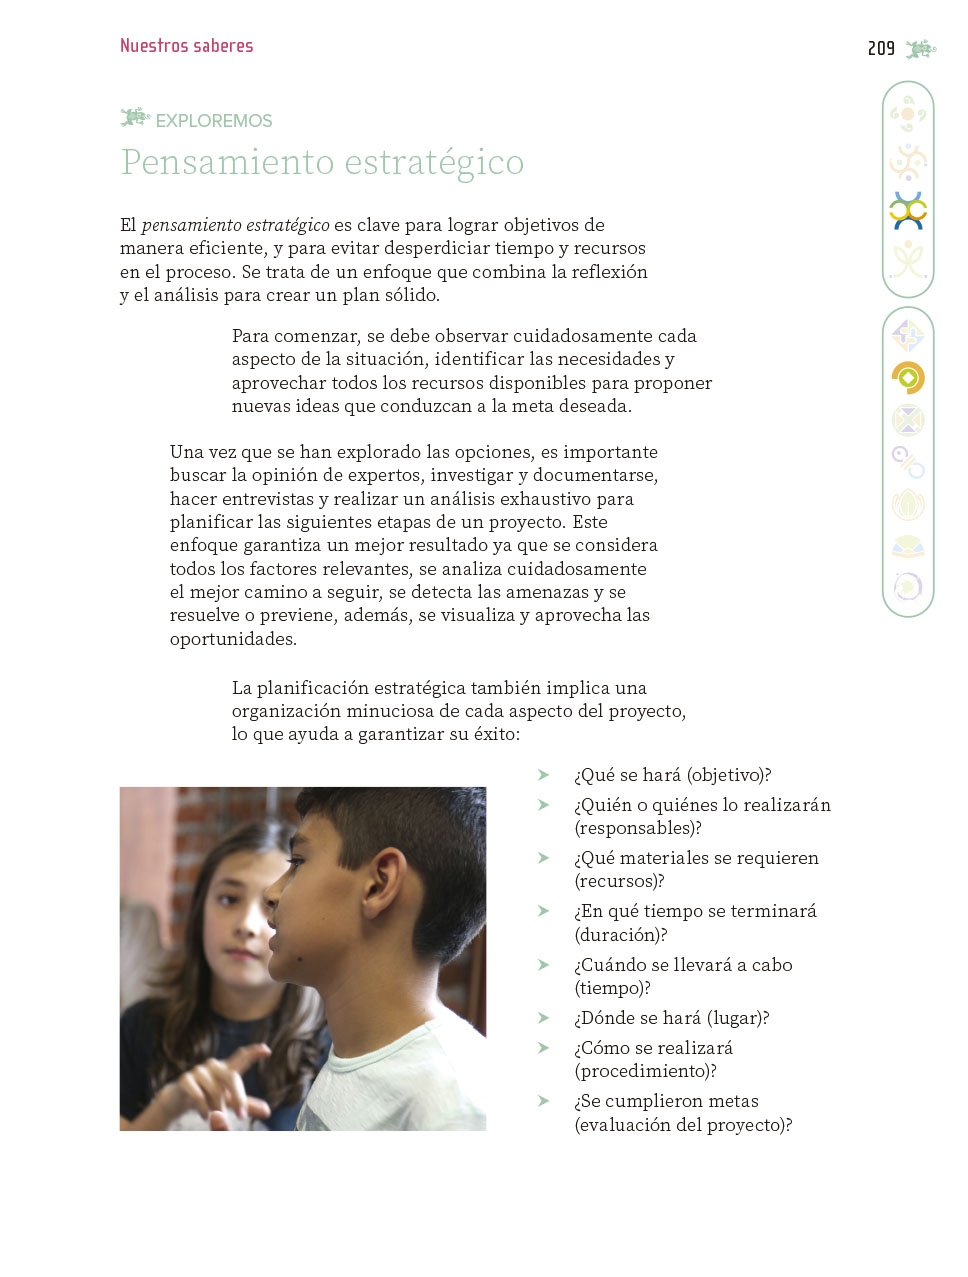 Nuestros saberes
209
EXPLOREMOS
Pensamiento estratégico
El pensamiento estratégico es clave para lograr objetivos de
manera eficiente, y para evitar desperdiciar tiempo y recursos
en el proceso. Se trata de un enfoque que combina la reflexión
y el análisis para crear un plan sólido.
Para comenzar, se debe observar cuidadosamente cada
aspecto de la situación, identificar las necesidades y
aprovechar todos los recursos disponibles para proponer
nuevas ideas que conduzcan a la meta deseada.
Una vez que se han explorado las opciones, es importante
buscar la opinión de expertos, investigar y documentarse,
hacer entrevistas y realizar un análisis exhaustivo para
planificar las siguientes etapas de un proyecto. Este
enfoque garantiza un mejor resultado ya que se considera
todos los factores relevantes, se analiza cuidadosamente
el mejor camino a seguir, se detecta las amenazas y se
resuelve o previene, además, se visualiza y aprovecha las
oportunidades.
La planificación estratégica también implica una
organización minuciosa de cada aspecto del proyecto,
lo que ayuda a garantizar su éxito:
¿Qué se hará (objetivo)?
¿Quién o quiénes lo realizarán
(responsables)?
¿Qué materiales se requieren
(recursos)?
¿En qué tiempo se terminará
(duración)?
¿Cuándo se llevará a cabo
(tiempo)?
¿Dónde se hará (lugar)?
¿Cómo se realizará
(procedimiento)?
¿Se cumplieron metas
(evaluación del proyecto)?